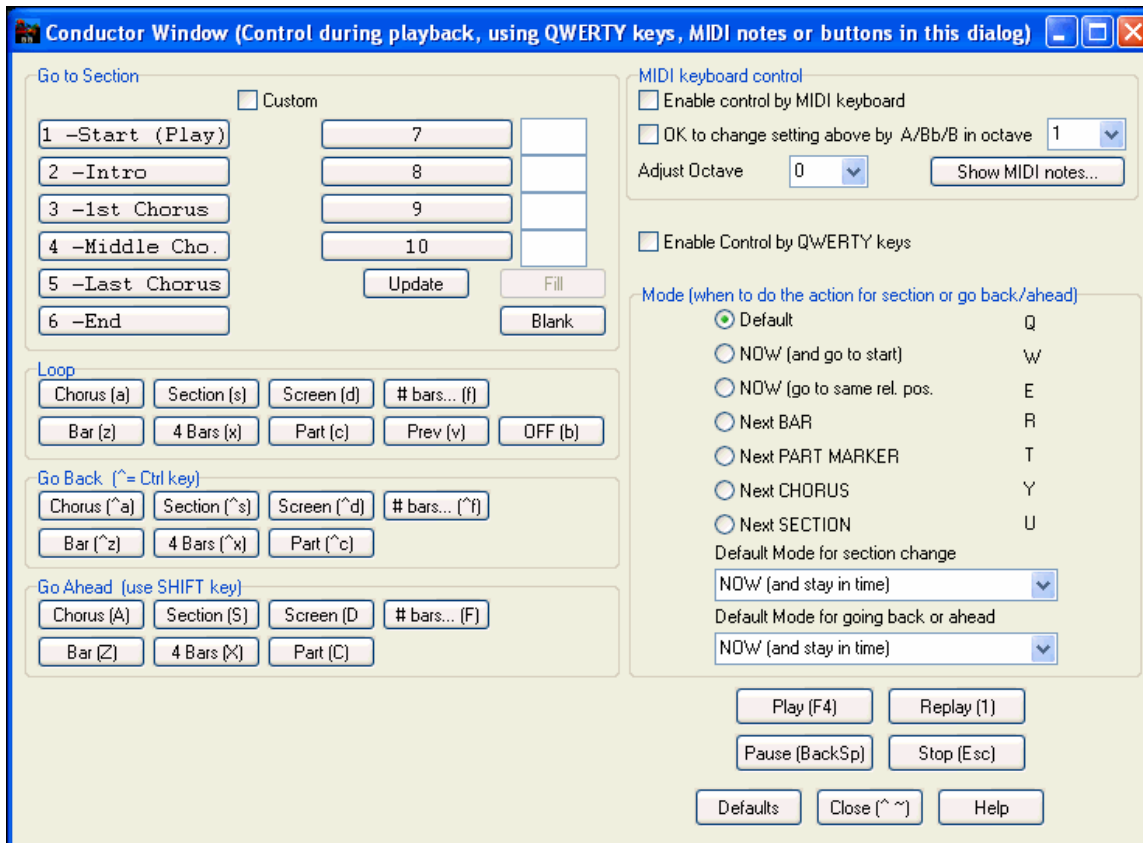 Conductor Window (Control during playback, using QWERTY keys, MIDI notes or buttons in this dialog)
Go to Section
Custom
1 -Start (Play) 7
2 -Intro 8
3 -1st Chorus 9
4 -Middle Cho. 10
5 -Last Chorus Update Fill
6 -End Blank
Loop
Chorus (a) Section (s) Screen (d) # bars... (f)
Bar (z) 4 Bars (x) Part (c) Prev (v) OFF (b)
Go Back (^= Ctrl key)
Chorus (^a) Section (^s) Screen (^d) # bars... (^f)
Bar (^z) 4 Bars (^x) Part (^c)
Go Ahead (use SHIFT key)
Chorus (A) Section (S) Screen (D # bars... (F)
Bar (Z) 4 Bars (X) Part (C)
MIDI keyboard control
Enable control by MIDI keyboard
OK to change setting above by A/Bb/B in octave 1
Adjust Octave 0 Show MIDI notes...
Enable Control by QWERTY keys
Mode (when to do the action for section or go back/ahead)
Default Q
NOW (and go to start) W
NOW (go to same rel. pos. E
Next BAR R
Next PART MARKER T
Next CHORUS Y
Next SECTION U
Default Mode for section change
NOW (and stay in time)
Default Mode for going back or ahead
NOW (and stay in time)
Play (F4) Replay (1)
Pause (BackSp) Stop (Esc)
Defaults Close (^ ~) Help